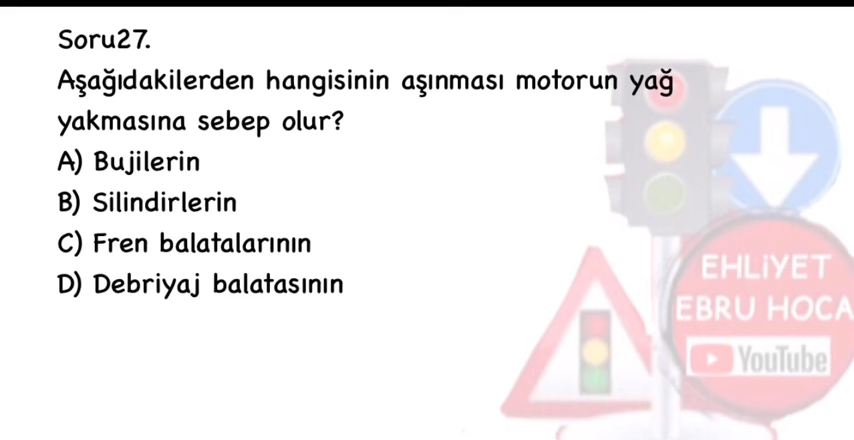 Soru27.
Aşağıdakilerden hangisinin aşınması motorun yağ
yakmasına sebep olur?
A) Bujilerin
B) Silindirlerin
C) Fren balatalarının
D) Debriyaj balatasının
EHLİYET
EBRU HOCA
YouTube